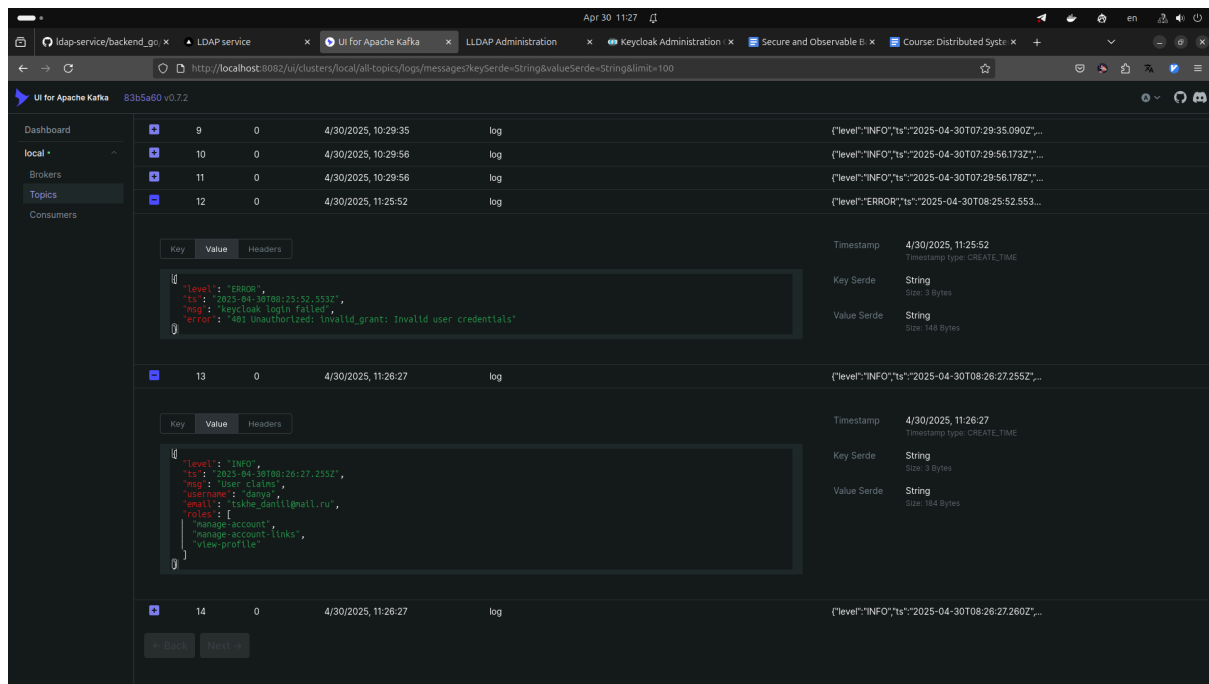 Apr 30 11:27
en
ldap-service/backend_go,
LDAP service
UI for Apache Kafka
LLDAP Administration
Keycloak Administration
Secure and Observable B
Course: Distributed Syste
http://localhost:8082/ui/clusters/local/all-topics/logs/messages?keySerde=String&valueSerde=String&limit=100
UI for Apache Kafka 83b5a60 v0.7.2
Dashboard
local
Brokers
Topics
Consumers
9 0 4/30/2025, 10:29:35 log {"level":"INFO","ts":"2025-04-30T07:29:35.090Z",...
10 0 4/30/2025, 10:29:56 log {"level":"INFO","ts":"2025-04-30T07:29:56.173Z","...
11 0 4/30/2025, 10:29:56 log {"level":"INFO","ts":"2025-04-30T07:29:56.178Z","...
12 0 4/30/2025, 11:25:52 log {"level":"ERROR","ts":"2025-04-30T08:25:52.553...
Key Value Headers
{
"level": "ERROR",
"ts": "2025-04-30T08:25:52.553Z",
"msg": "keycloak login failed",
"error": "401 Unauthorized: invalid_grant: Invalid user credentials"
}
Timestamp 4/30/2025, 11:25:52
Timestamp type: CREATE_TIME
Key Serde String
Size: 3 Bytes
Value Serde String
Size: 148 Bytes
13 0 4/30/2025, 11:26:27 log {"level":"INFO","ts":"2025-04-30T08:26:27.255Z",...
Key Value Headers
{
"level": "INFO",
"ts": "2025-04-30T08:26:27.255Z",
"msg": "User claims",
"username": "danya",
"email": "tskhe_daniil@mail.ru",
"roles": [
"manage-account",
"manage-account-links",
"view-profile"
]
}
Timestamp 4/30/2025, 11:26:27
Timestamp type: CREATE_TIME
Key Serde String
Size: 3 Bytes
Value Serde String
Size: 184 Bytes
14 0 4/30/2025, 11:26:27 log {"level":"INFO","ts":"2025-04-30T08:26:27.260Z",...
← Back Next →